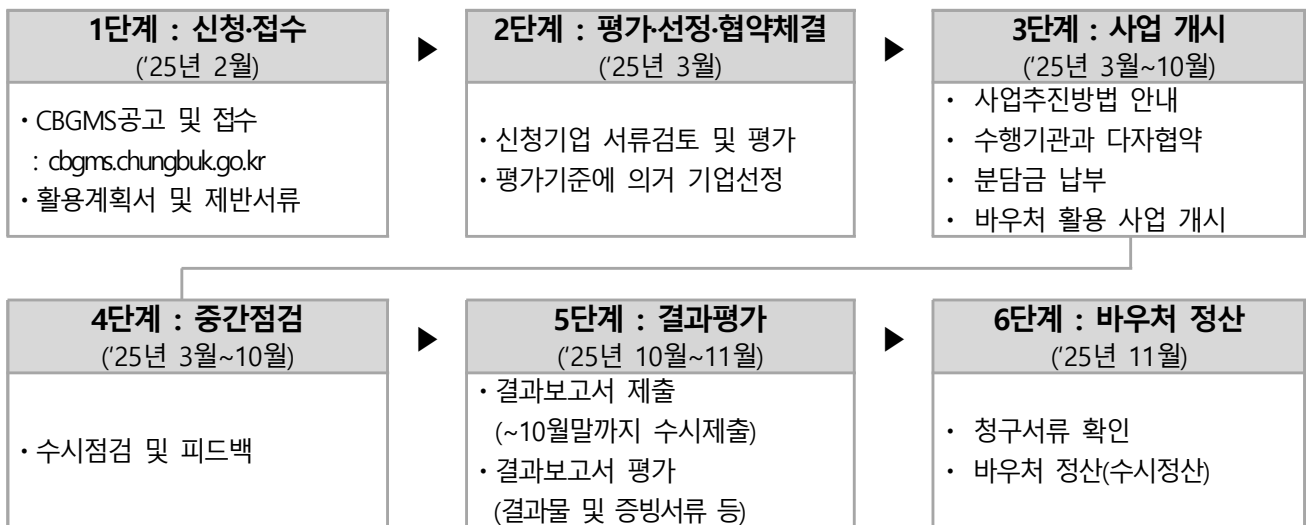 1단계 : 신청·접수
('25년 2월)
・CBGMS공고 및 접수
: cbgms.chungbuk.go.kr
・활용계획서 및 제반서류
▶
2단계 : 평가·선정·협약체결
('25년 3월)
・신청기업 서류검토 및 평가
・평가기준에 의거 기업선정
▶
3단계 : 사업 개시
('25년 3월~10월)
・ 사업추진방법 안내
・ 수행기관과 다자협약
・ 분담금 납부
・ 바우처 활용 사업 개시
4단계 : 중간점검
('25년 3월~10월)
・수시점검 및 피드백
▶
5단계 : 결과평가
('25년 10월~11월)
・결과보고서 제출
(~10월말까지 수시제출)
・결과보고서 평가
(결과물 및 증빙서류 등)
▶
6단계 : 바우처 정산
('25년 11월)
・ 청구서류 확인
・ 바우처 정산(수시정산)